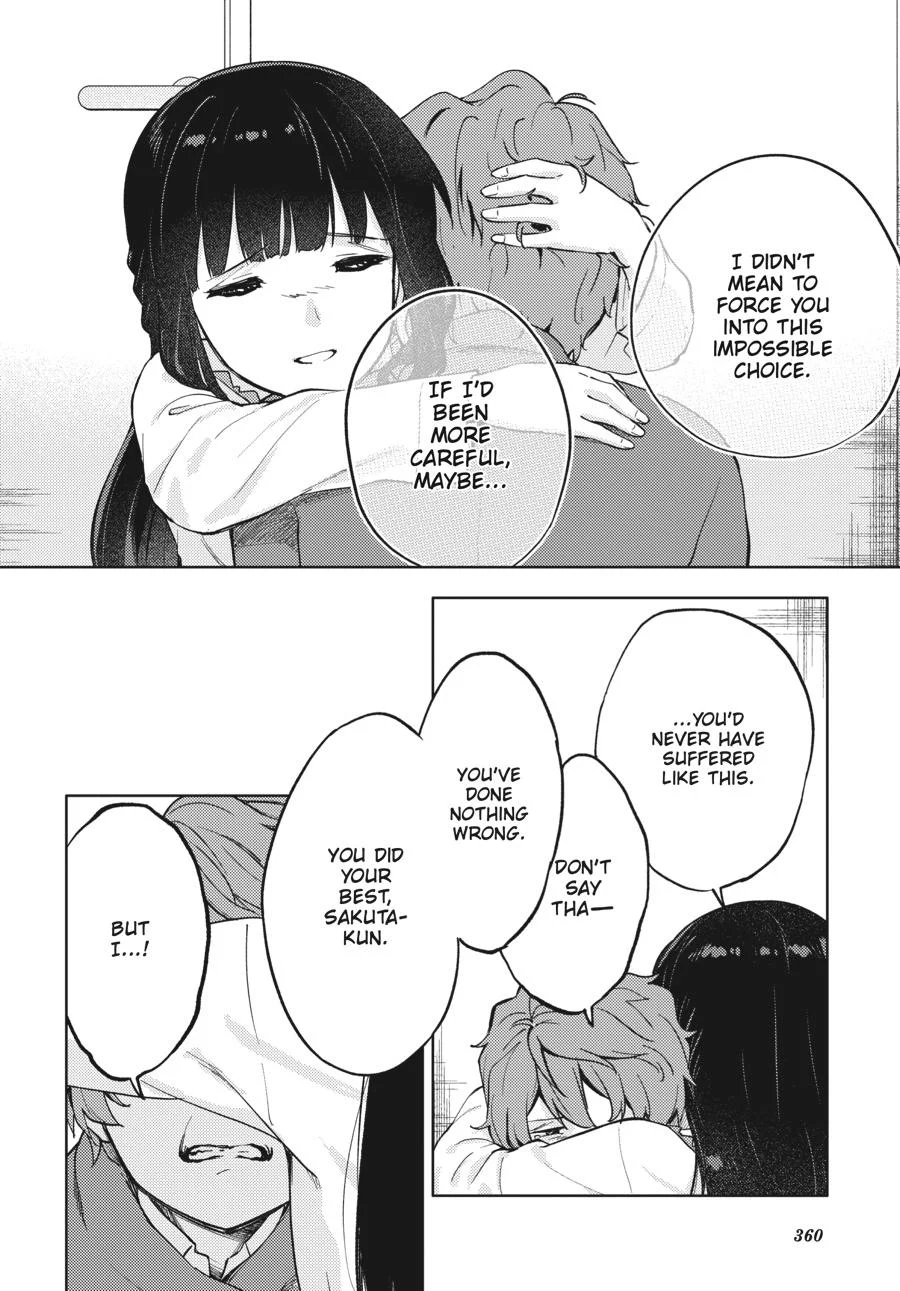 I DIDN'T
MEAN TO
FORCE YOU
INTO THIS
IMPOSSIBLE
CHOICE.
IF I'D
BEEN
MORE
CAREFUL,
MAYBE...
...YOU'D
NEVER HAVE
SUFFERED
LIKE THIS.
DON'T
SAY
THA—
YOU'VE
DONE
NOTHING
WRONG.
YOU DID
YOUR
BEST,
SAKUTA-
KUN.
BUT
I...!
360